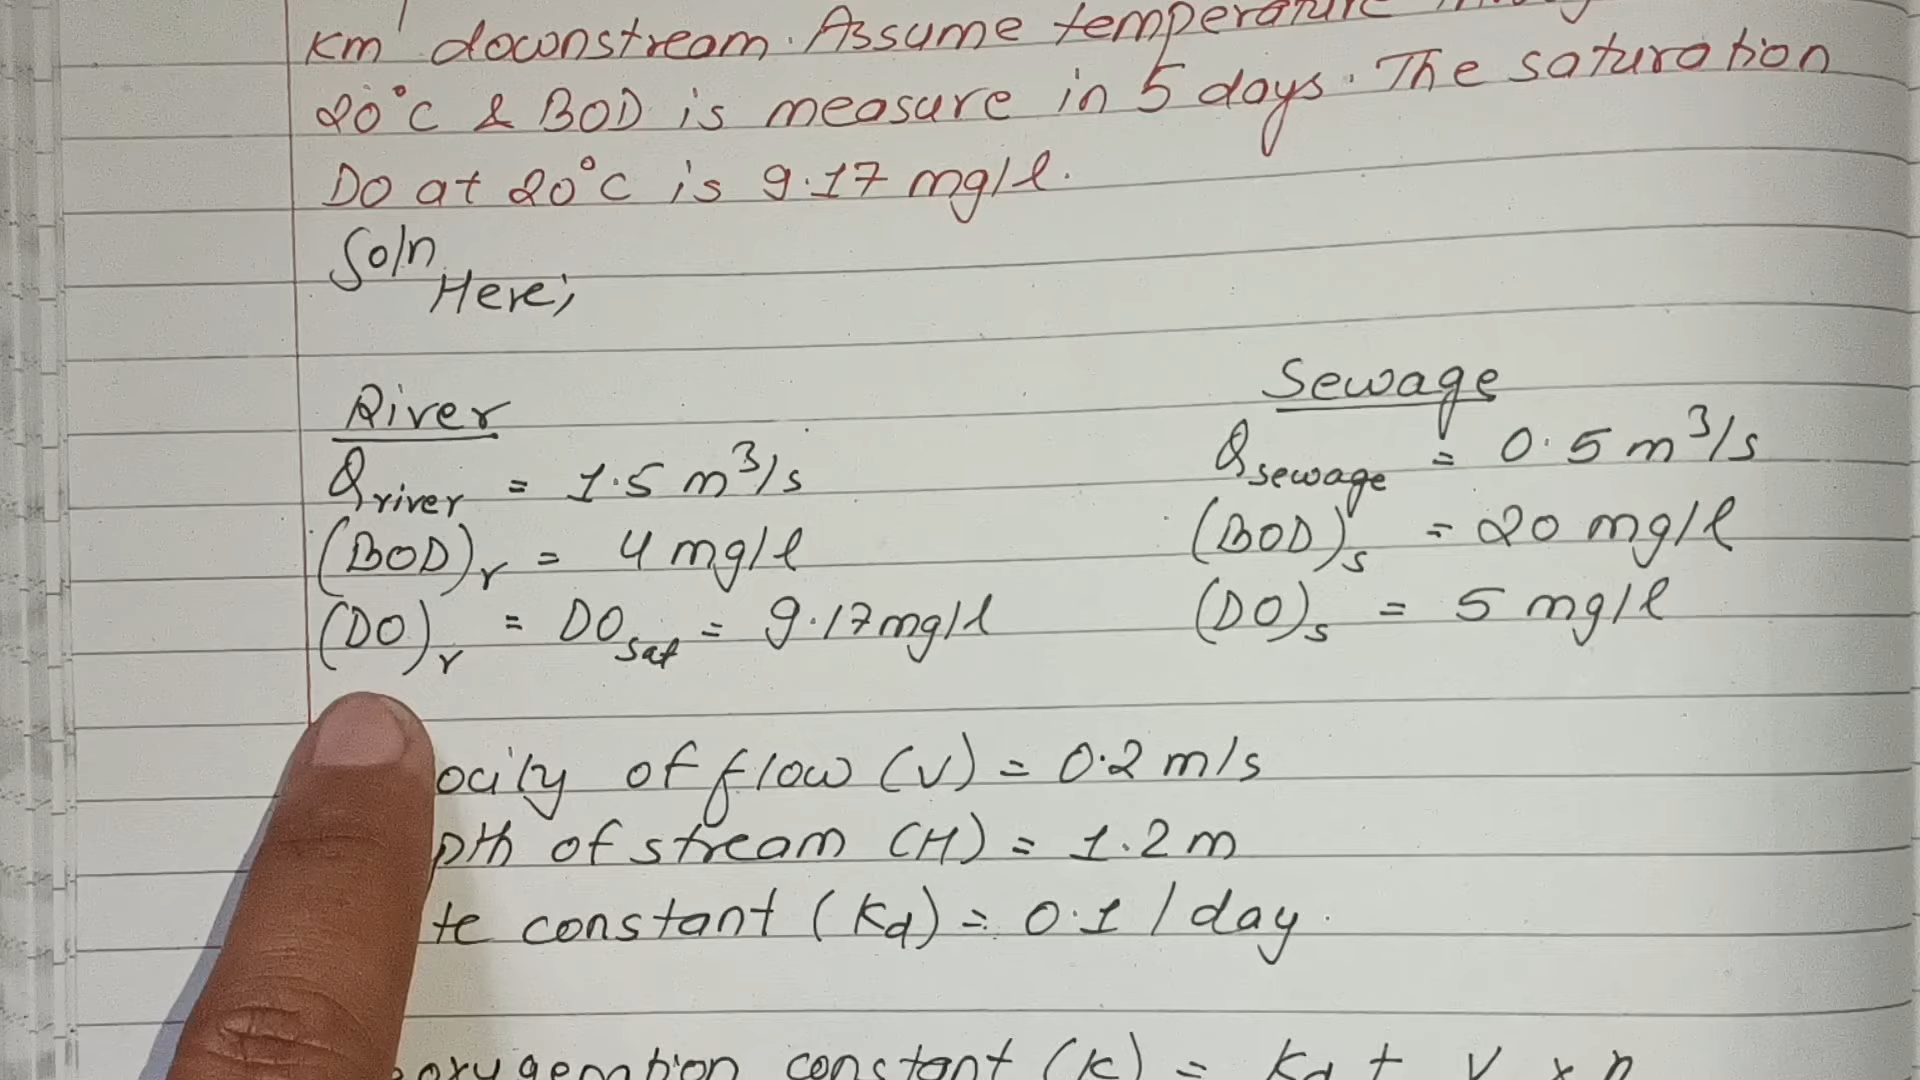 Km downstream. Assume temperature
20°C & BOD is measure in 5 days. The saturation
DO at 20°C is 9.17 mg/l.
Soln
Here;
River
Qriver = 1.5 m³/s
(BOD)r = 4 mg/l
(DO)r = DOsat = 9.17 mg/l
Sewage
Qsewage = 0.5 m³/s
(BOD)s = 20 mg/l
(DO)s = 5 mg/l
ocity of flow (V) = 0.2 m/s
pth of stream (H) = 1.2 m
te constant (Kd) = 0.1 / day.
oxygenation constant (K) = Kd + V x n